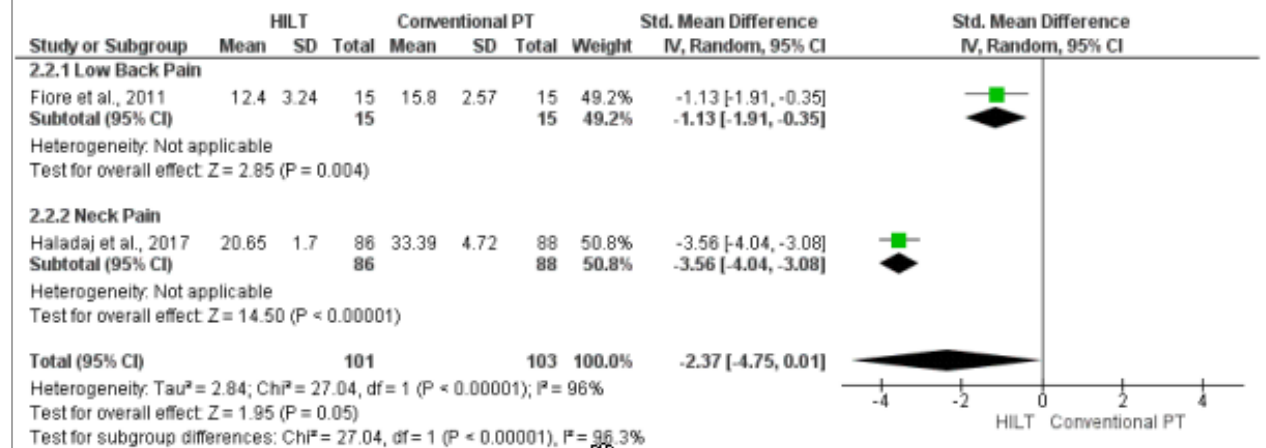 HILT Conventional PT Std. Mean Difference Std. Mean Difference
Study or Subgroup Mean SD Total Mean SD Total Weight IV, Random, 95% CI IV, Random, 95% CI
2.2.1 Low Back Pain
Fiore et al., 2011 12.4 3.24 15 15.8 2.57 15 49.2% -1.13 [-1.91, -0.35]
Subtotal (95% CI) 15 15 49.2% -1.13 [-1.91, -0.35]
Heterogeneity: Not applicable
Test for overall effect: Z = 2.85 (P = 0.004)
2.2.2 Neck Pain
Haladaj et al., 2017 20.65 1.7 86 33.39 4.72 88 50.8% -3.56 [-4.04, -3.08]
Subtotal (95% CI) 86 88 50.8% -3.56 [-4.04, -3.08]
Heterogeneity: Not applicable
Test for overall effect: Z = 14.50 (P < 0.00001)
Total (95% CI) 101 103 100.0% -2.37 [-4.75, 0.01]
Heterogeneity: Tau² = 2.84; Chi² = 27.04, df = 1 (P < 0.00001); I² = 96%
Test for overall effect: Z = 1.95 (P = 0.05)
Test for subgroup differences: Chi² = 27.04, df = 1 (P < 0.00001), I² = 96.3%
-4 -2 0 2 4
HILT Conventional PT